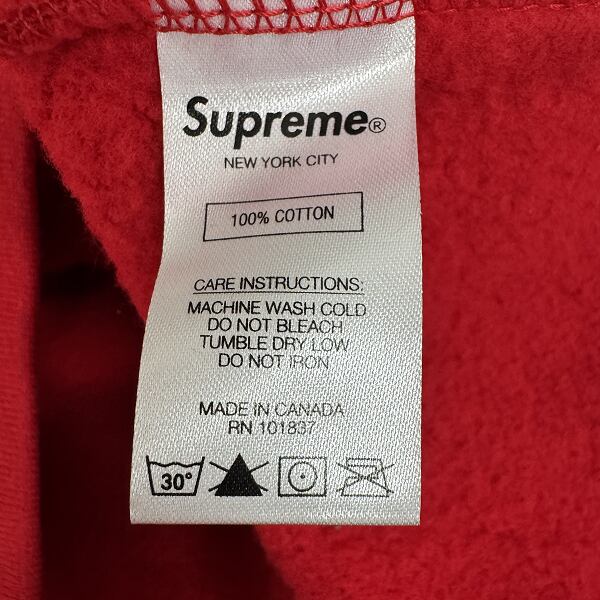 Supreme®
NEW YORK CITY
100% COTTON
CARE INSTRUCTIONS:
MACHINE WASH COLD
DO NOT BLEACH
TUMBLE DRY LOW
DO NOT IRON
MADE IN CANADA
RN 101837
30°